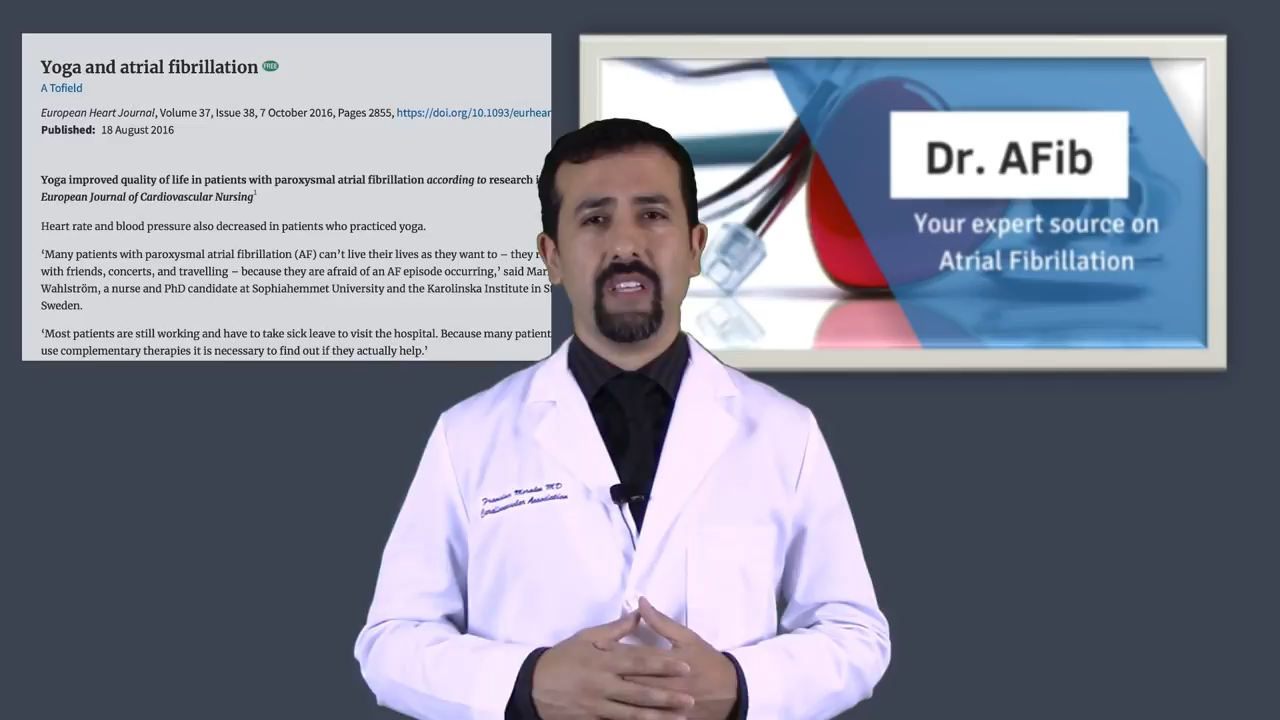 Yoga and atrial fibrillation FREE
A Tofield
European Heart Journal, Volume 37, Issue 38, 7 October 2016, Pages 2855, https://doi.org/10.1093/eurhear
Published: 18 August 2016
Yoga improved quality of life in patients with paroxysmal atrial fibrillation according to research
European Journal of Cardiovascular Nursing1
Heart rate and blood pressure also decreased in patients who practiced yoga.
‘Many patients with paroxysmal atrial fibrillation (AF) can’t live their lives as they want to – they
with friends, concerts, and travelling – because they are afraid of an AF episode occurring,’ said Mar
Wahlström, a nurse and PhD candidate at Sophiahemmet University and the Karolinska Institute in
Sweden.
‘Most patients are still working and have to take sick leave to visit the hospital. Because many patient
use complementary therapies it is necessary to find out if they actually help.’
Dr. AFib
Your expert source on
Atrial Fibrillation
MD
Cardiovascular Association